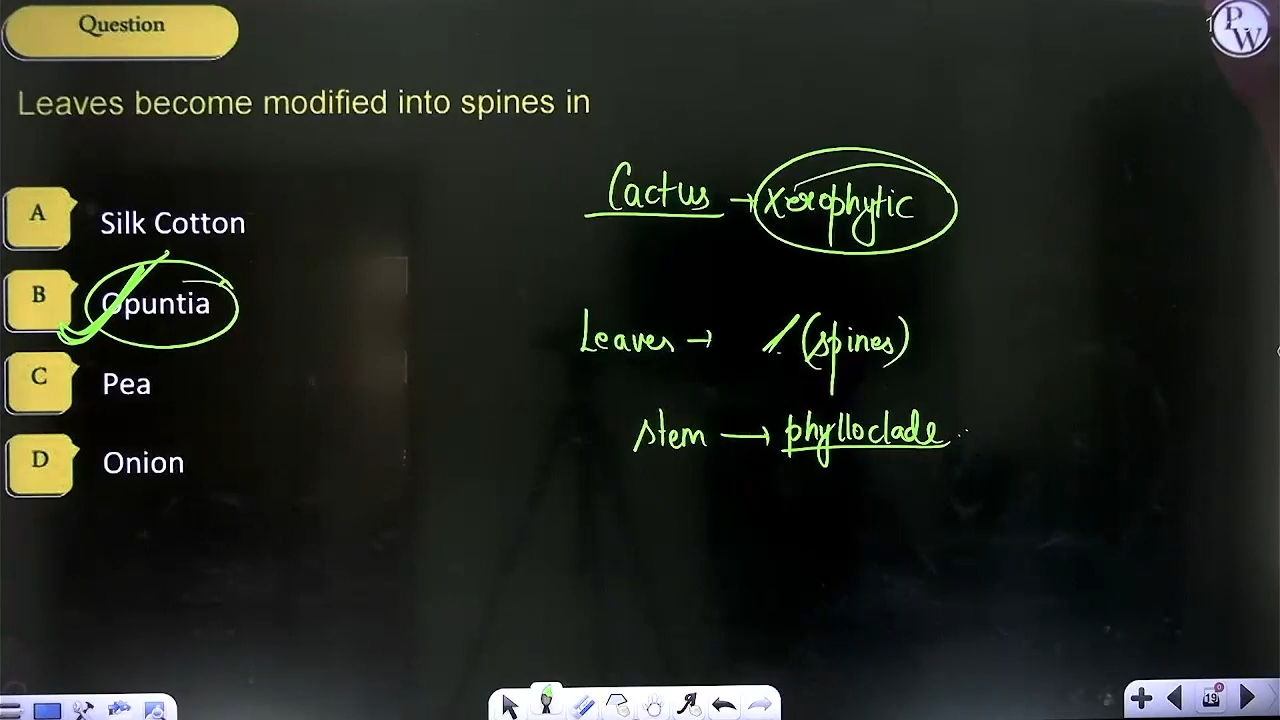 Question
PW
Leaves become modified into spines in
A Silk Cotton
B Opuntia
C Pea
D Onion
Cactus → Xerophytic
Leaves → (spines)
stem → phylloclade
19